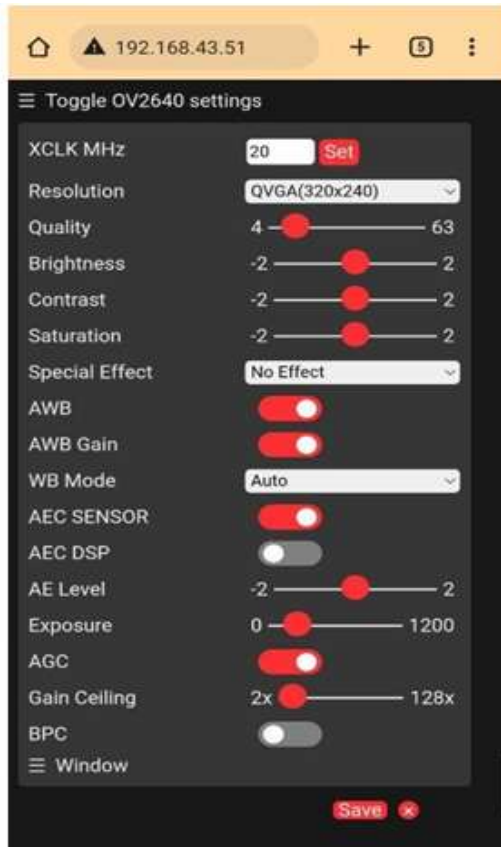 192.168.43.51 5
Toggle OV2640 settings
XCLK MHz 20 Set
Resolution QVGA(320x240)
Quality 4 63
Brightness -2 2
Contrast -2 2
Saturation -2 2
Special Effect No Effect
AWB
AWB Gain
WB Mode Auto
AEC SENSOR
AEC DSP
AE Level -2 2
Exposure 0 1200
AGC
Gain Ceiling 2x 128x
BPC
Window
Save